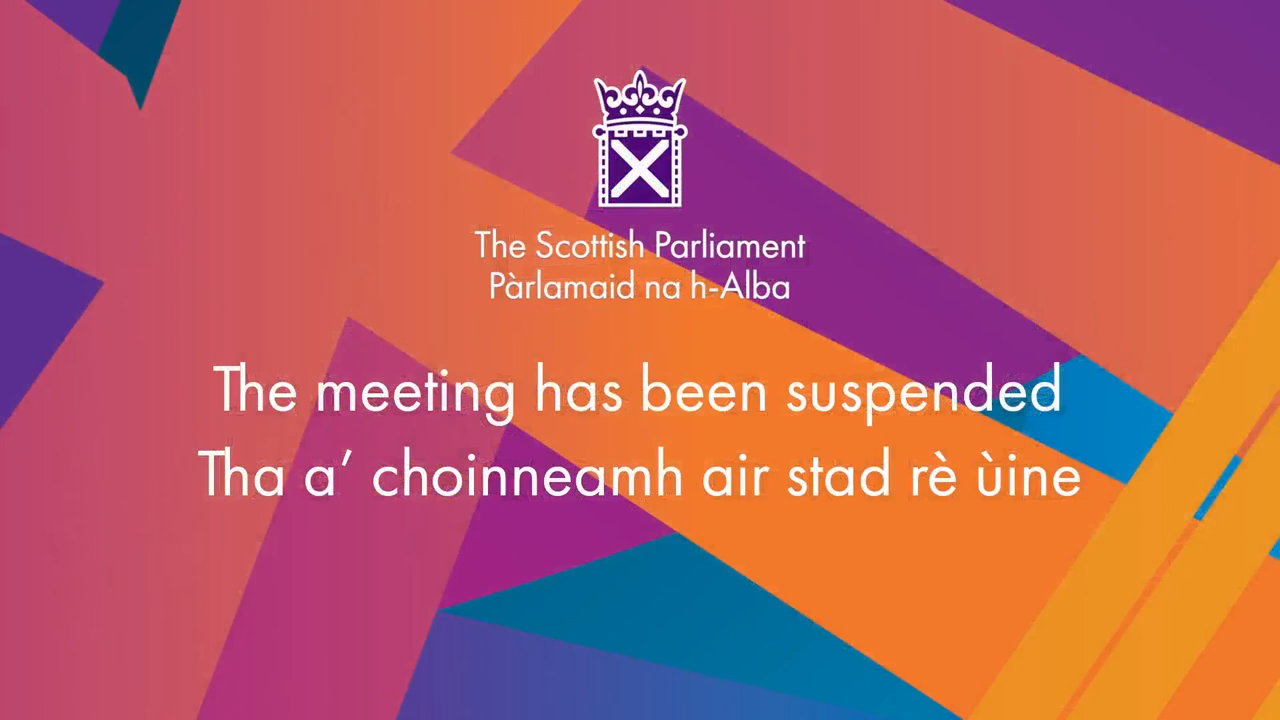 The Scottish Parliament
Pàrlamaid na h-Alba
The meeting has been suspended
Tha a’ choinneamh air stad rè ùine